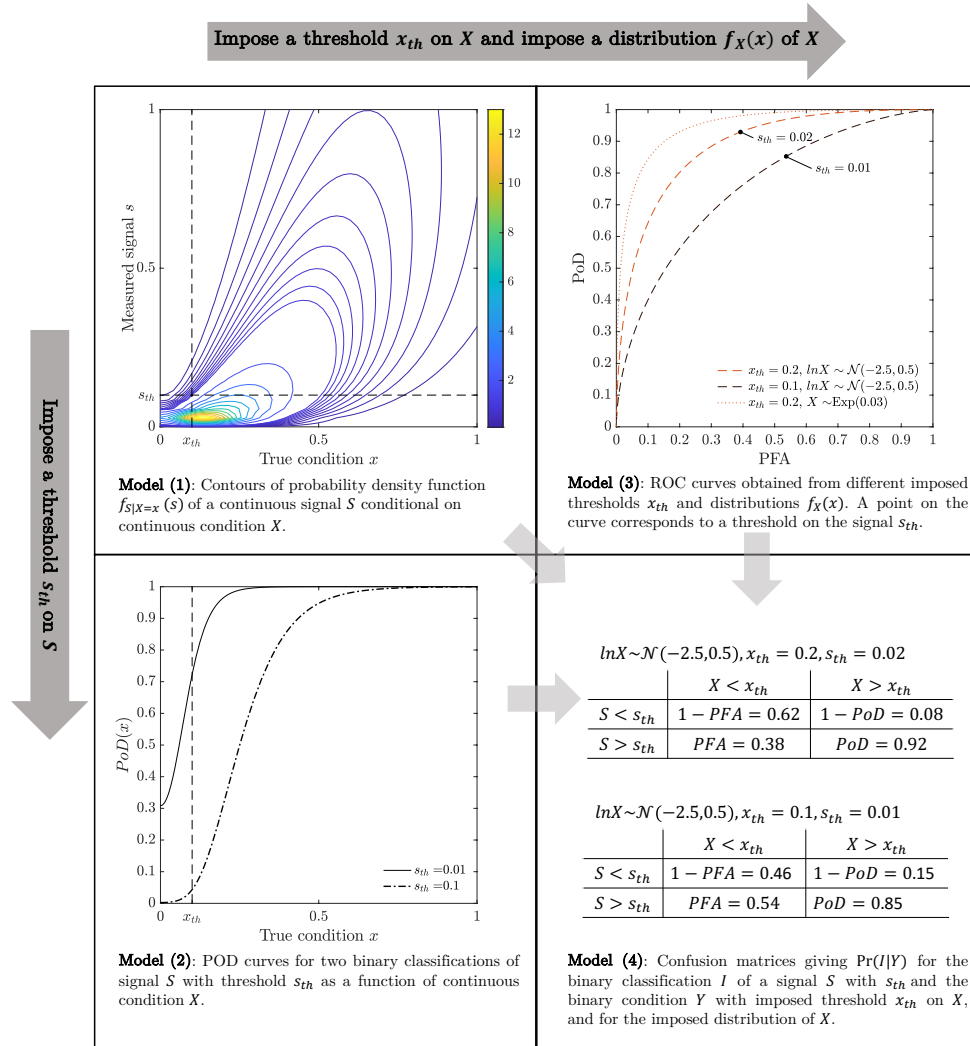 Impose a threshold x_th on X and impose a distribution f_X(x) of X
Impose a threshold s_th on S
1
0.5
s_th
0
0
x_th
0.5
1
Measured signal s
True condition x
12
10
8
6
4
2
Model (1): Contours of probability density function
f_{S|X=x}(s) of a continuous signal S conditional on
continuous condition X.
1
0.9
0.8
0.7
0.6
0.5
0.4
0.3
0.2
0.1
0
0
0.1
0.2
0.3
0.4
0.5
0.6
0.7
0.8
0.9
1
PoD
PFA
s_th = 0.02
s_th = 0.01
x_th = 0.2, lnX ~ N(−2.5, 0.5)
x_th = 0.1, lnX ~ N(−2.5, 0.5)
x_th = 0.2, X ~Exp(0.03)
Model (3): ROC curves obtained from different imposed
thresholds x_th and distributions f_X(x). A point on the
curve corresponds to a threshold on the signal s_th.
1
0.9
0.8
0.7
0.6
0.5
0.4
0.3
0.2
0.1
0
0
x_th
0.5
1
PoD(x)
True condition x
s_th =0.01
s_th =0.1
Model (2): POD curves for two binary classifications of
signal S with threshold s_th as a function of continuous
condition X.
lnX~N(−2.5,0.5), x_th = 0.2, s_th = 0.02
X < x_th X > x_th
S < s_th 1 − PFA = 0.62 1 − PoD = 0.08
S > s_th PFA = 0.38 PoD = 0.92
lnX~N(−2.5,0.5), x_th = 0.1, s_th = 0.01
X < x_th X > x_th
S < s_th 1 − PFA = 0.46 1 − PoD = 0.15
S > s_th PFA = 0.54 PoD = 0.85
Model (4): Confusion matrices giving Pr(I|Y) for the
binary classification I of a signal S with s_th and the
binary condition Y with imposed threshold x_th on X,
and for the imposed distribution of X.